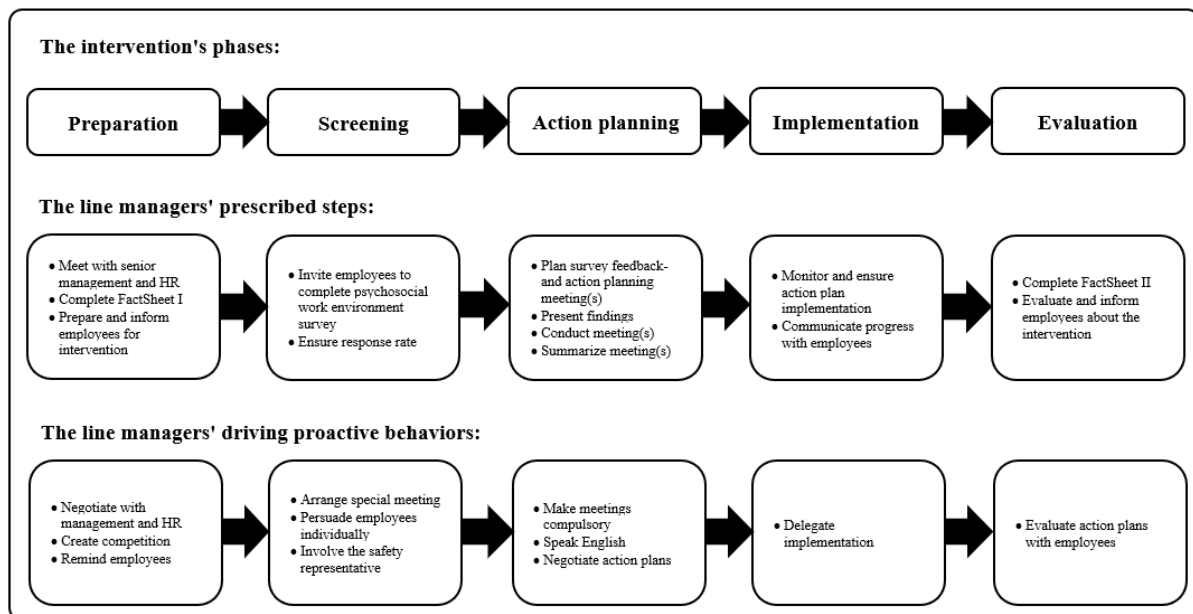 The intervention's phases:
Preparation
Screening
Action planning
Implementation
Evaluation
The line managers' prescribed steps:
• Meet with senior
management and HR
• Complete FactSheet I
• Prepare and inform
employees for
intervention
• Invite employees to
complete psychosocial
work environment
survey
• Ensure response rate
• Plan survey feedback-
and action planning
meeting(s)
• Present findings
• Conduct meeting(s)
• Summarize meeting(s)
• Monitor and ensure
action plan
implementation
• Communicate progress
with employees
• Complete FactSheet II
• Evaluate and inform
employees about the
intervention
The line managers' driving proactive behaviors:
• Negotiate with
management and HR
• Create competition
• Remind employees
• Arrange special meeting
• Persuade employees
individually
• Involve the safety
representative
• Make meetings
compulsory
• Speak English
• Negotiate action plans
• Delegate
implementation
• Evaluate action plans
with employees